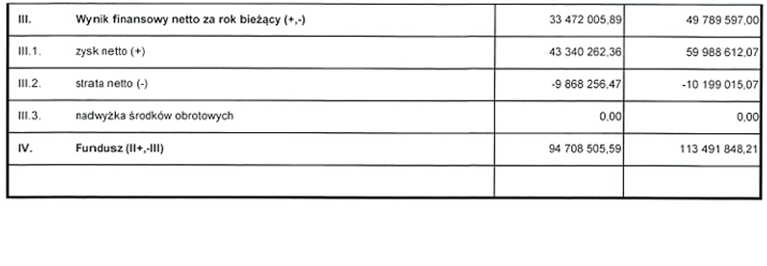 III. Wynik finansowy netto za rok bieżący (+,-) 33 472 005,89 49 789 597,00
III.1. zysk netto (+) 43 340 262,36 59 988 612,07
III.2. strata netto (-) -9 868 256,47 -10 199 015,07
III.3. nadwyżka środków obrotowych 0,00 0,00
IV. Fundusz (II+,-III) 94 708 505,59 113 491 848,21